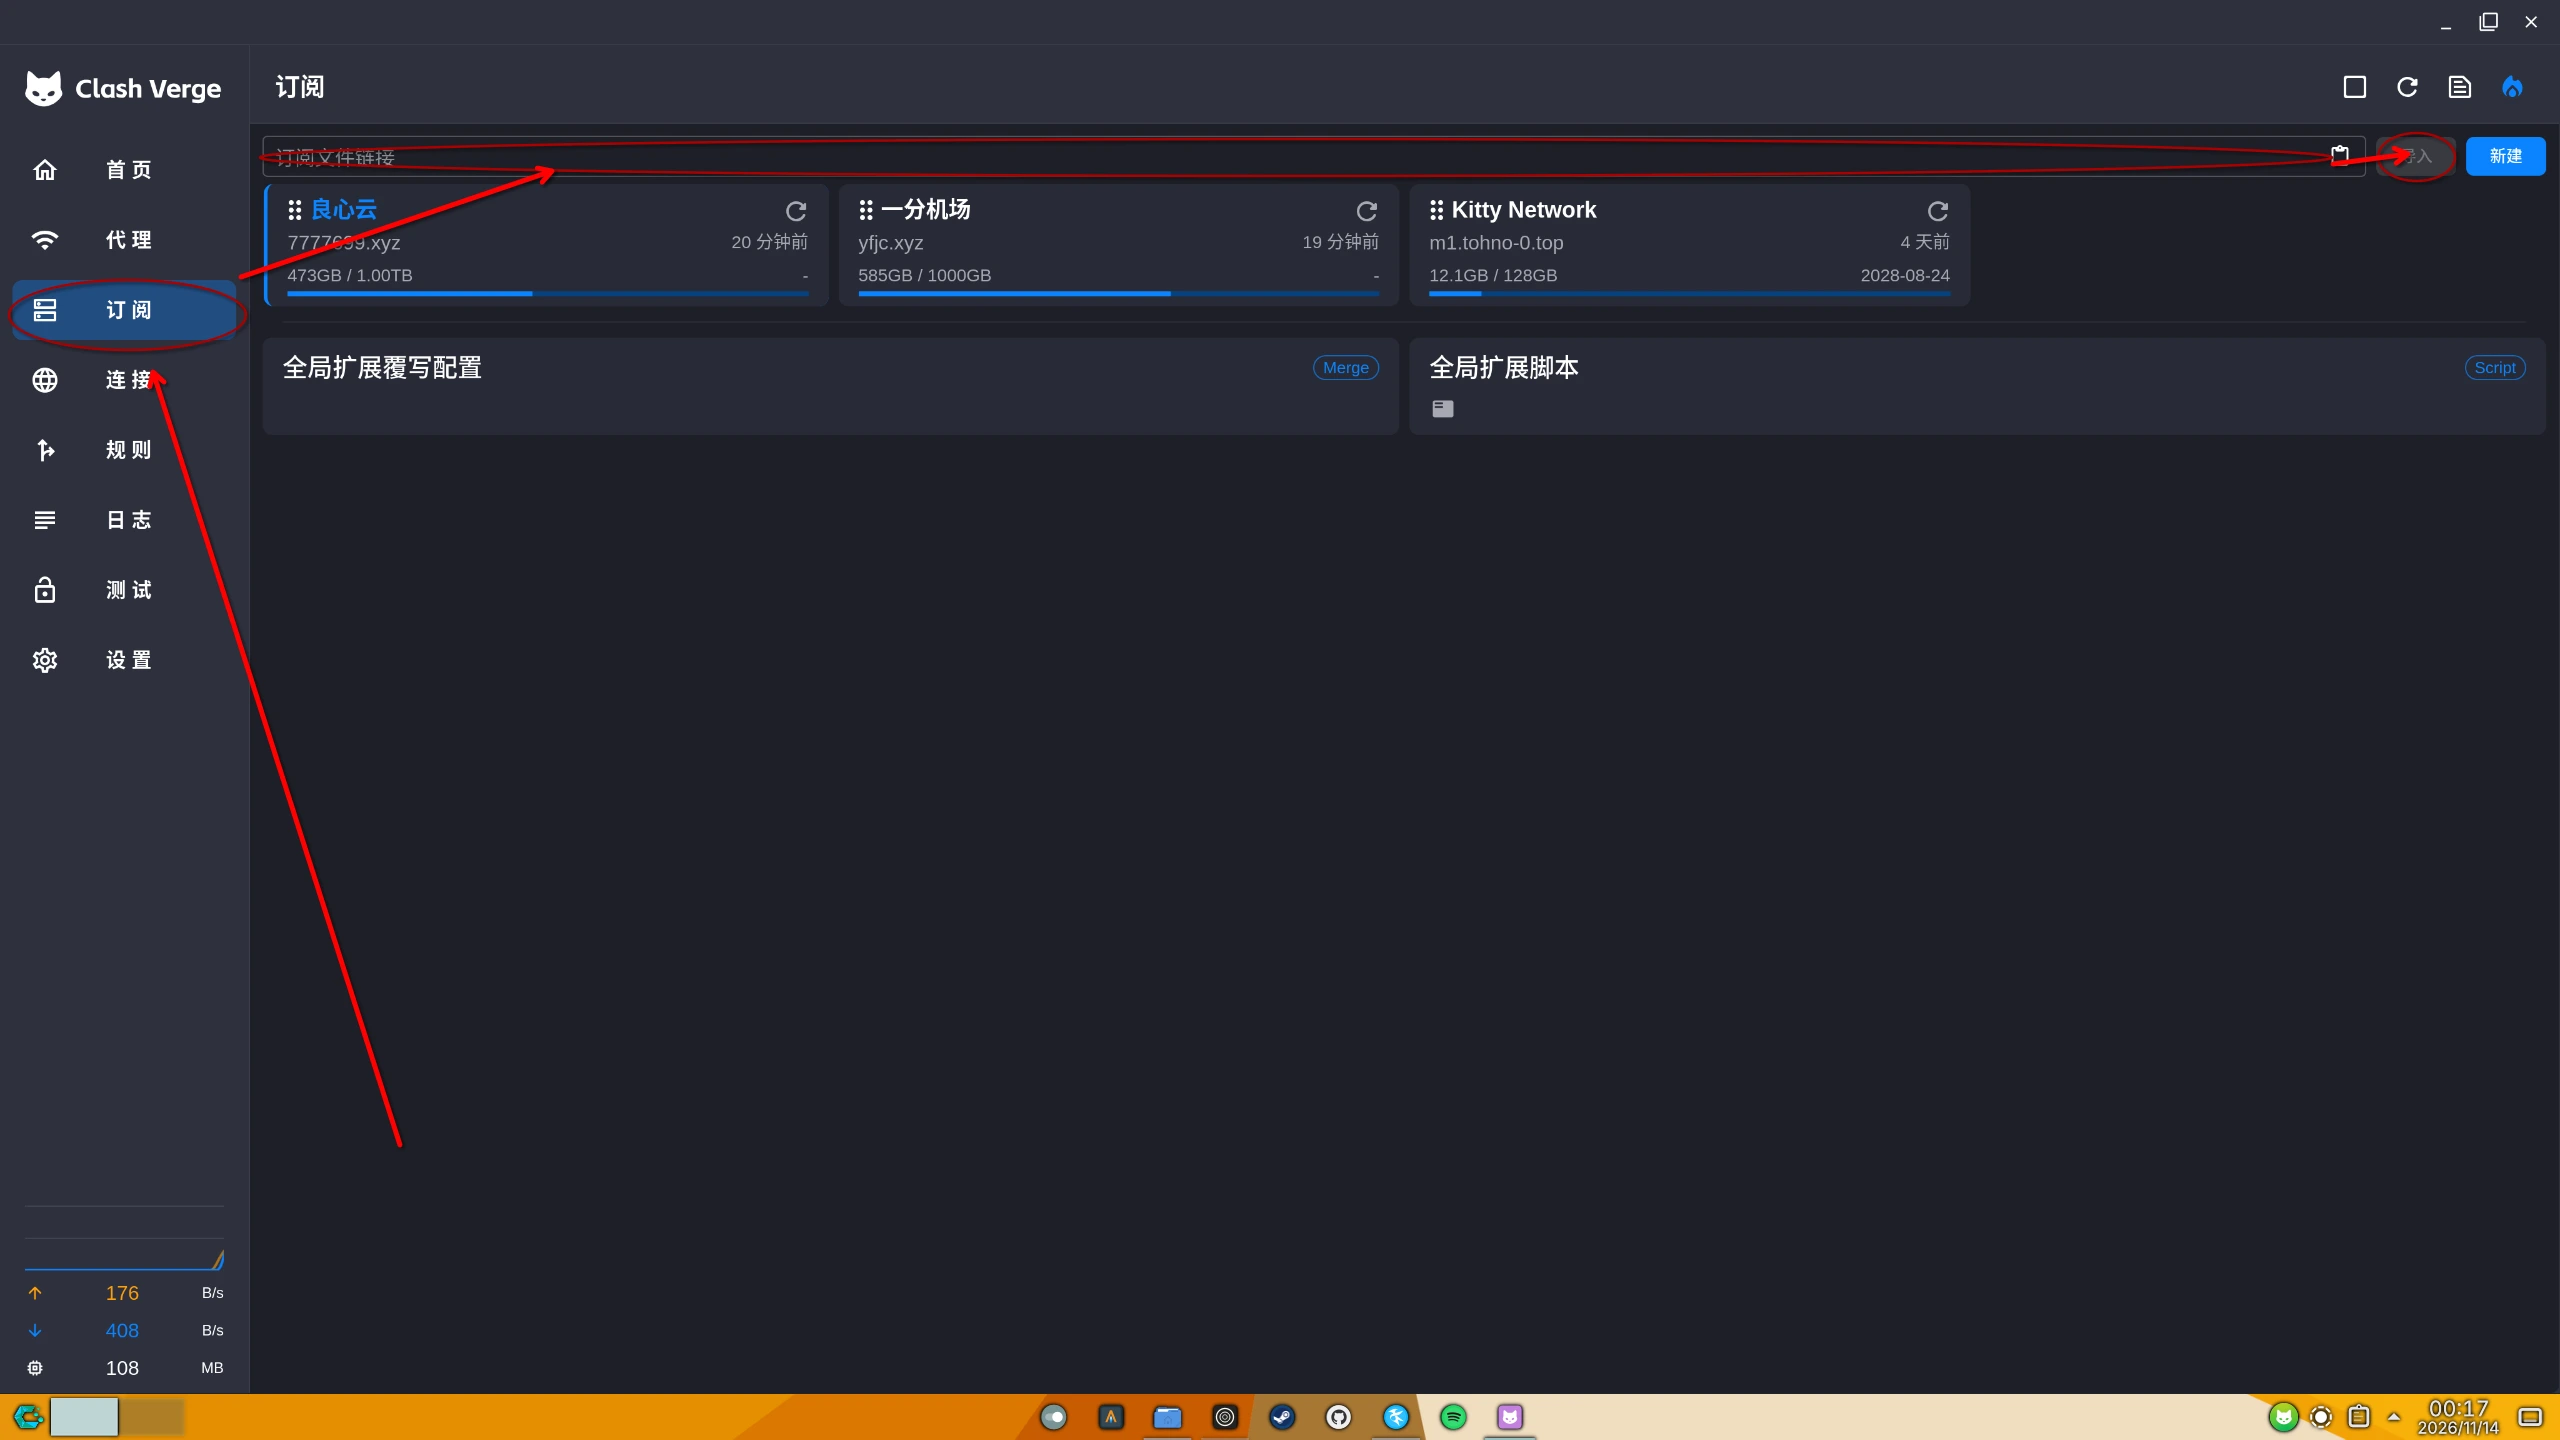 Clash Verge
首页
代理
订阅
连接
规则
日志
测试
设置
176 B/s
408 B/s
108 MB
订阅
订阅文件链接
导入
新建
良心云
7777699.xyz 20 分钟前
473GB / 1.00TB -
一分机场
yfjc.xyz 19 分钟前
585GB / 1000GB -
Kitty Network
m1.tohno-0.top 4 天前
12.1GB / 128GB 2028-08-24
全局扩展覆写配置 Merge
全局扩展脚本 Script
00:17
2026/11/14